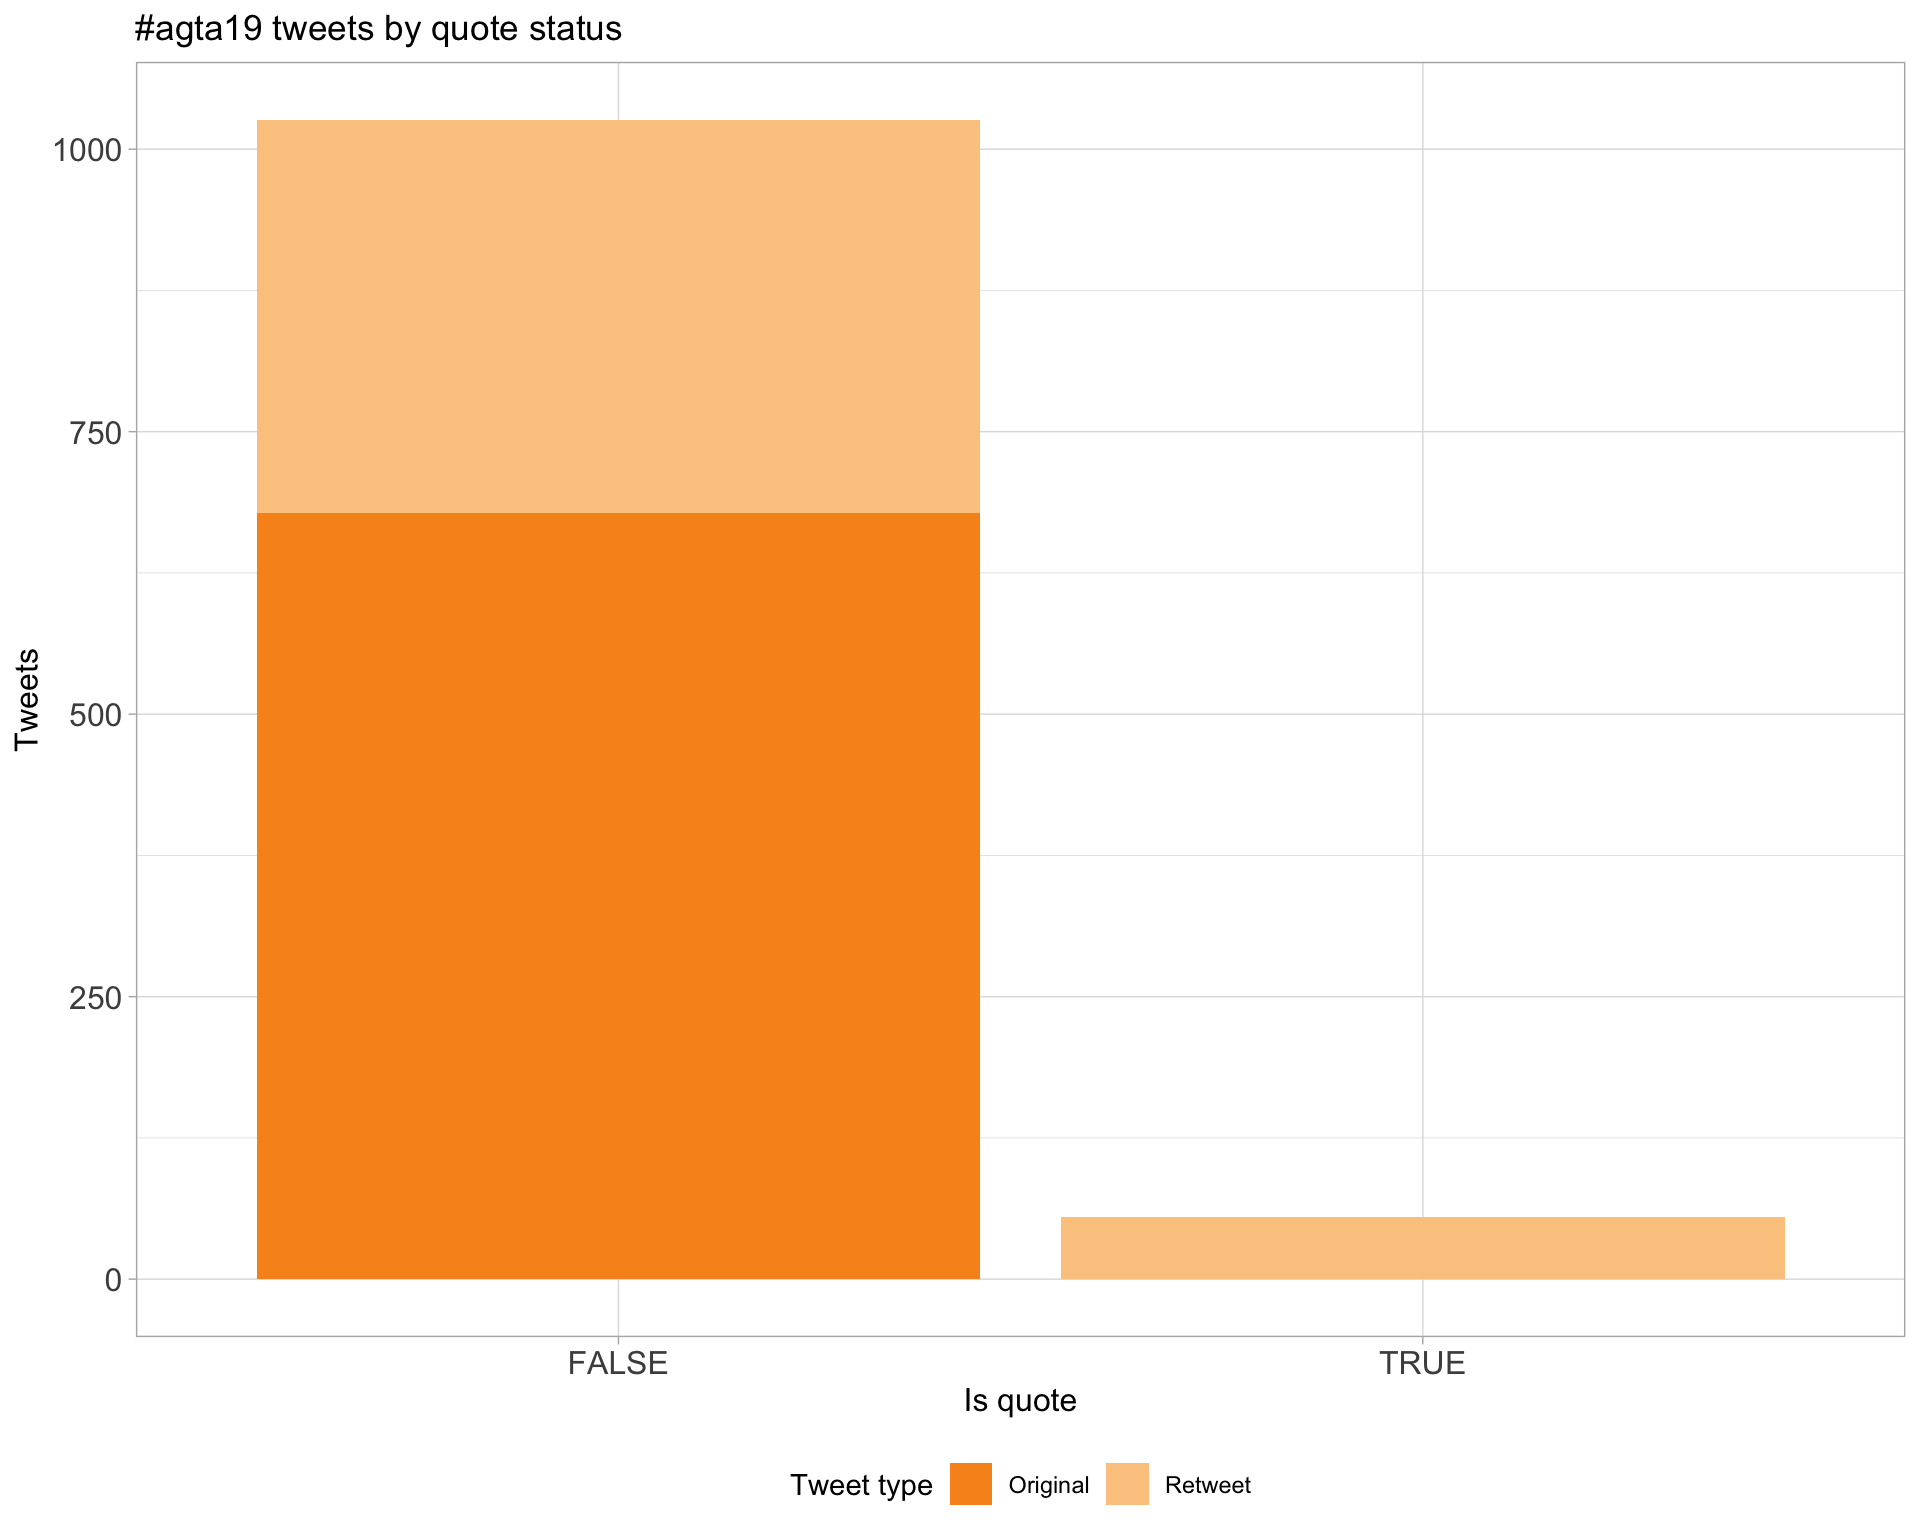 #agta19 tweets by quote status
1000
750
500
250
0
Tweets
FALSE TRUE
Is quote
Tweet type Original Retweet